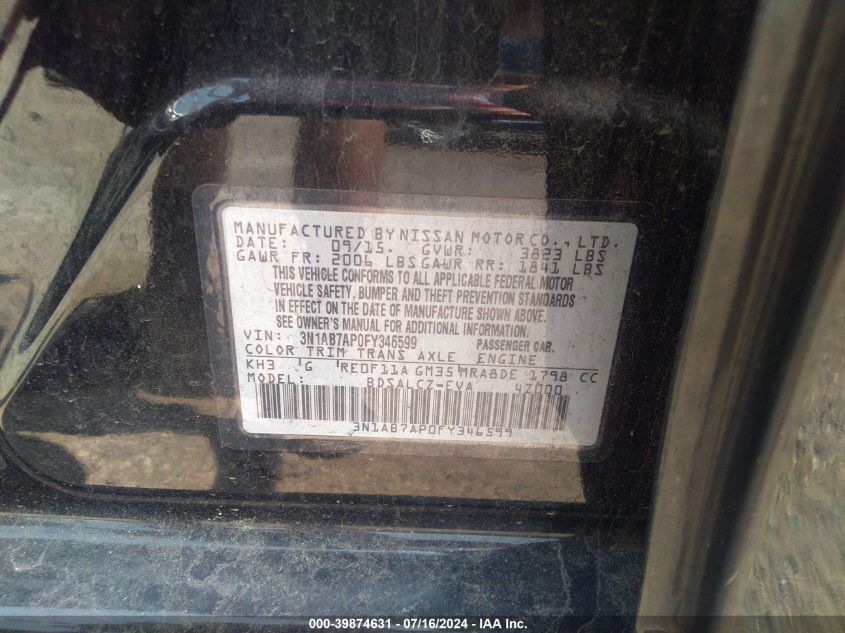 MANUFACTURED BY NISSAN MOTOR CO., LTD.
DATE: 09/15. GVWR: 3823 LBS
GAWR FR: 2006 LBS GAWR RR: 1841 LBS
THIS VEHICLE CONFORMS TO ALL APPLICABLE FEDERAL MOTOR
VEHICLE SAFETY, BUMPER AND THEFT PREVENTION STANDARDS
IN EFFECT ON THE DATE OF MANUFACTURE SHOWN ABOVE.
SEE OWNER'S MANUAL FOR ADDITIONAL INFORMATION.
VIN: 3N1AB7AP0FY346599 PASSENGER CAR.
COLOR TRIM TRANS AXLE ENGINE
KH3 G RE0F11A GM35 MRA8DE 1798 CC
MODEL: BDSALCZ-EVA 4Z000
3N1AB7AP0FY346599
000-39874631 - 07/16/2024 - IAA Inc.